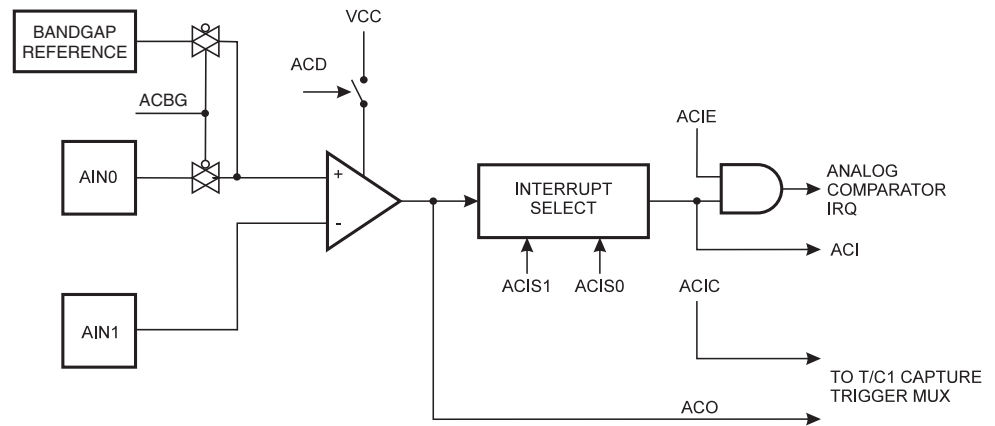 BANDGAP
REFERENCE
VCC
ACD
ACBG
ACIE
AIN0
+
-
INTERRUPT
SELECT
ANALOG
COMPARATOR
IRQ
ACI
ACIS1
ACIS0
ACIC
AIN1
TO T/C1 CAPTURE
TRIGGER MUX
ACO